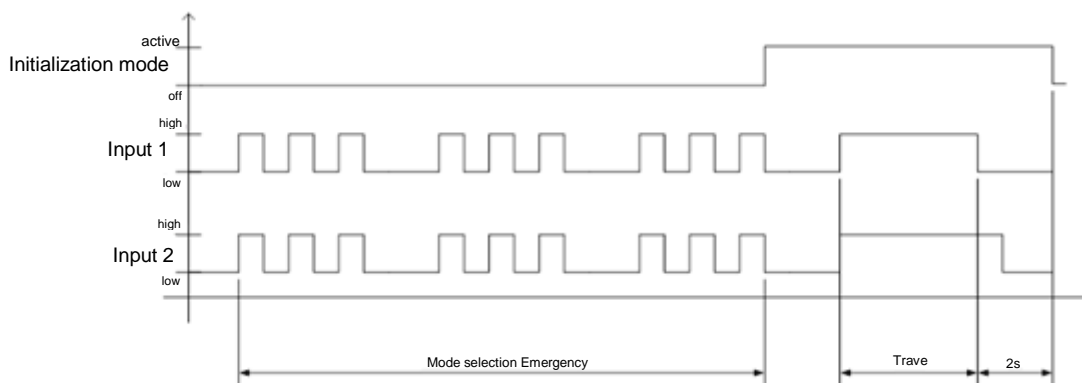 active
Initialization mode
off
high
Input 1
low
high
Input 2
low
Mode selection Emergency
Trave
2s